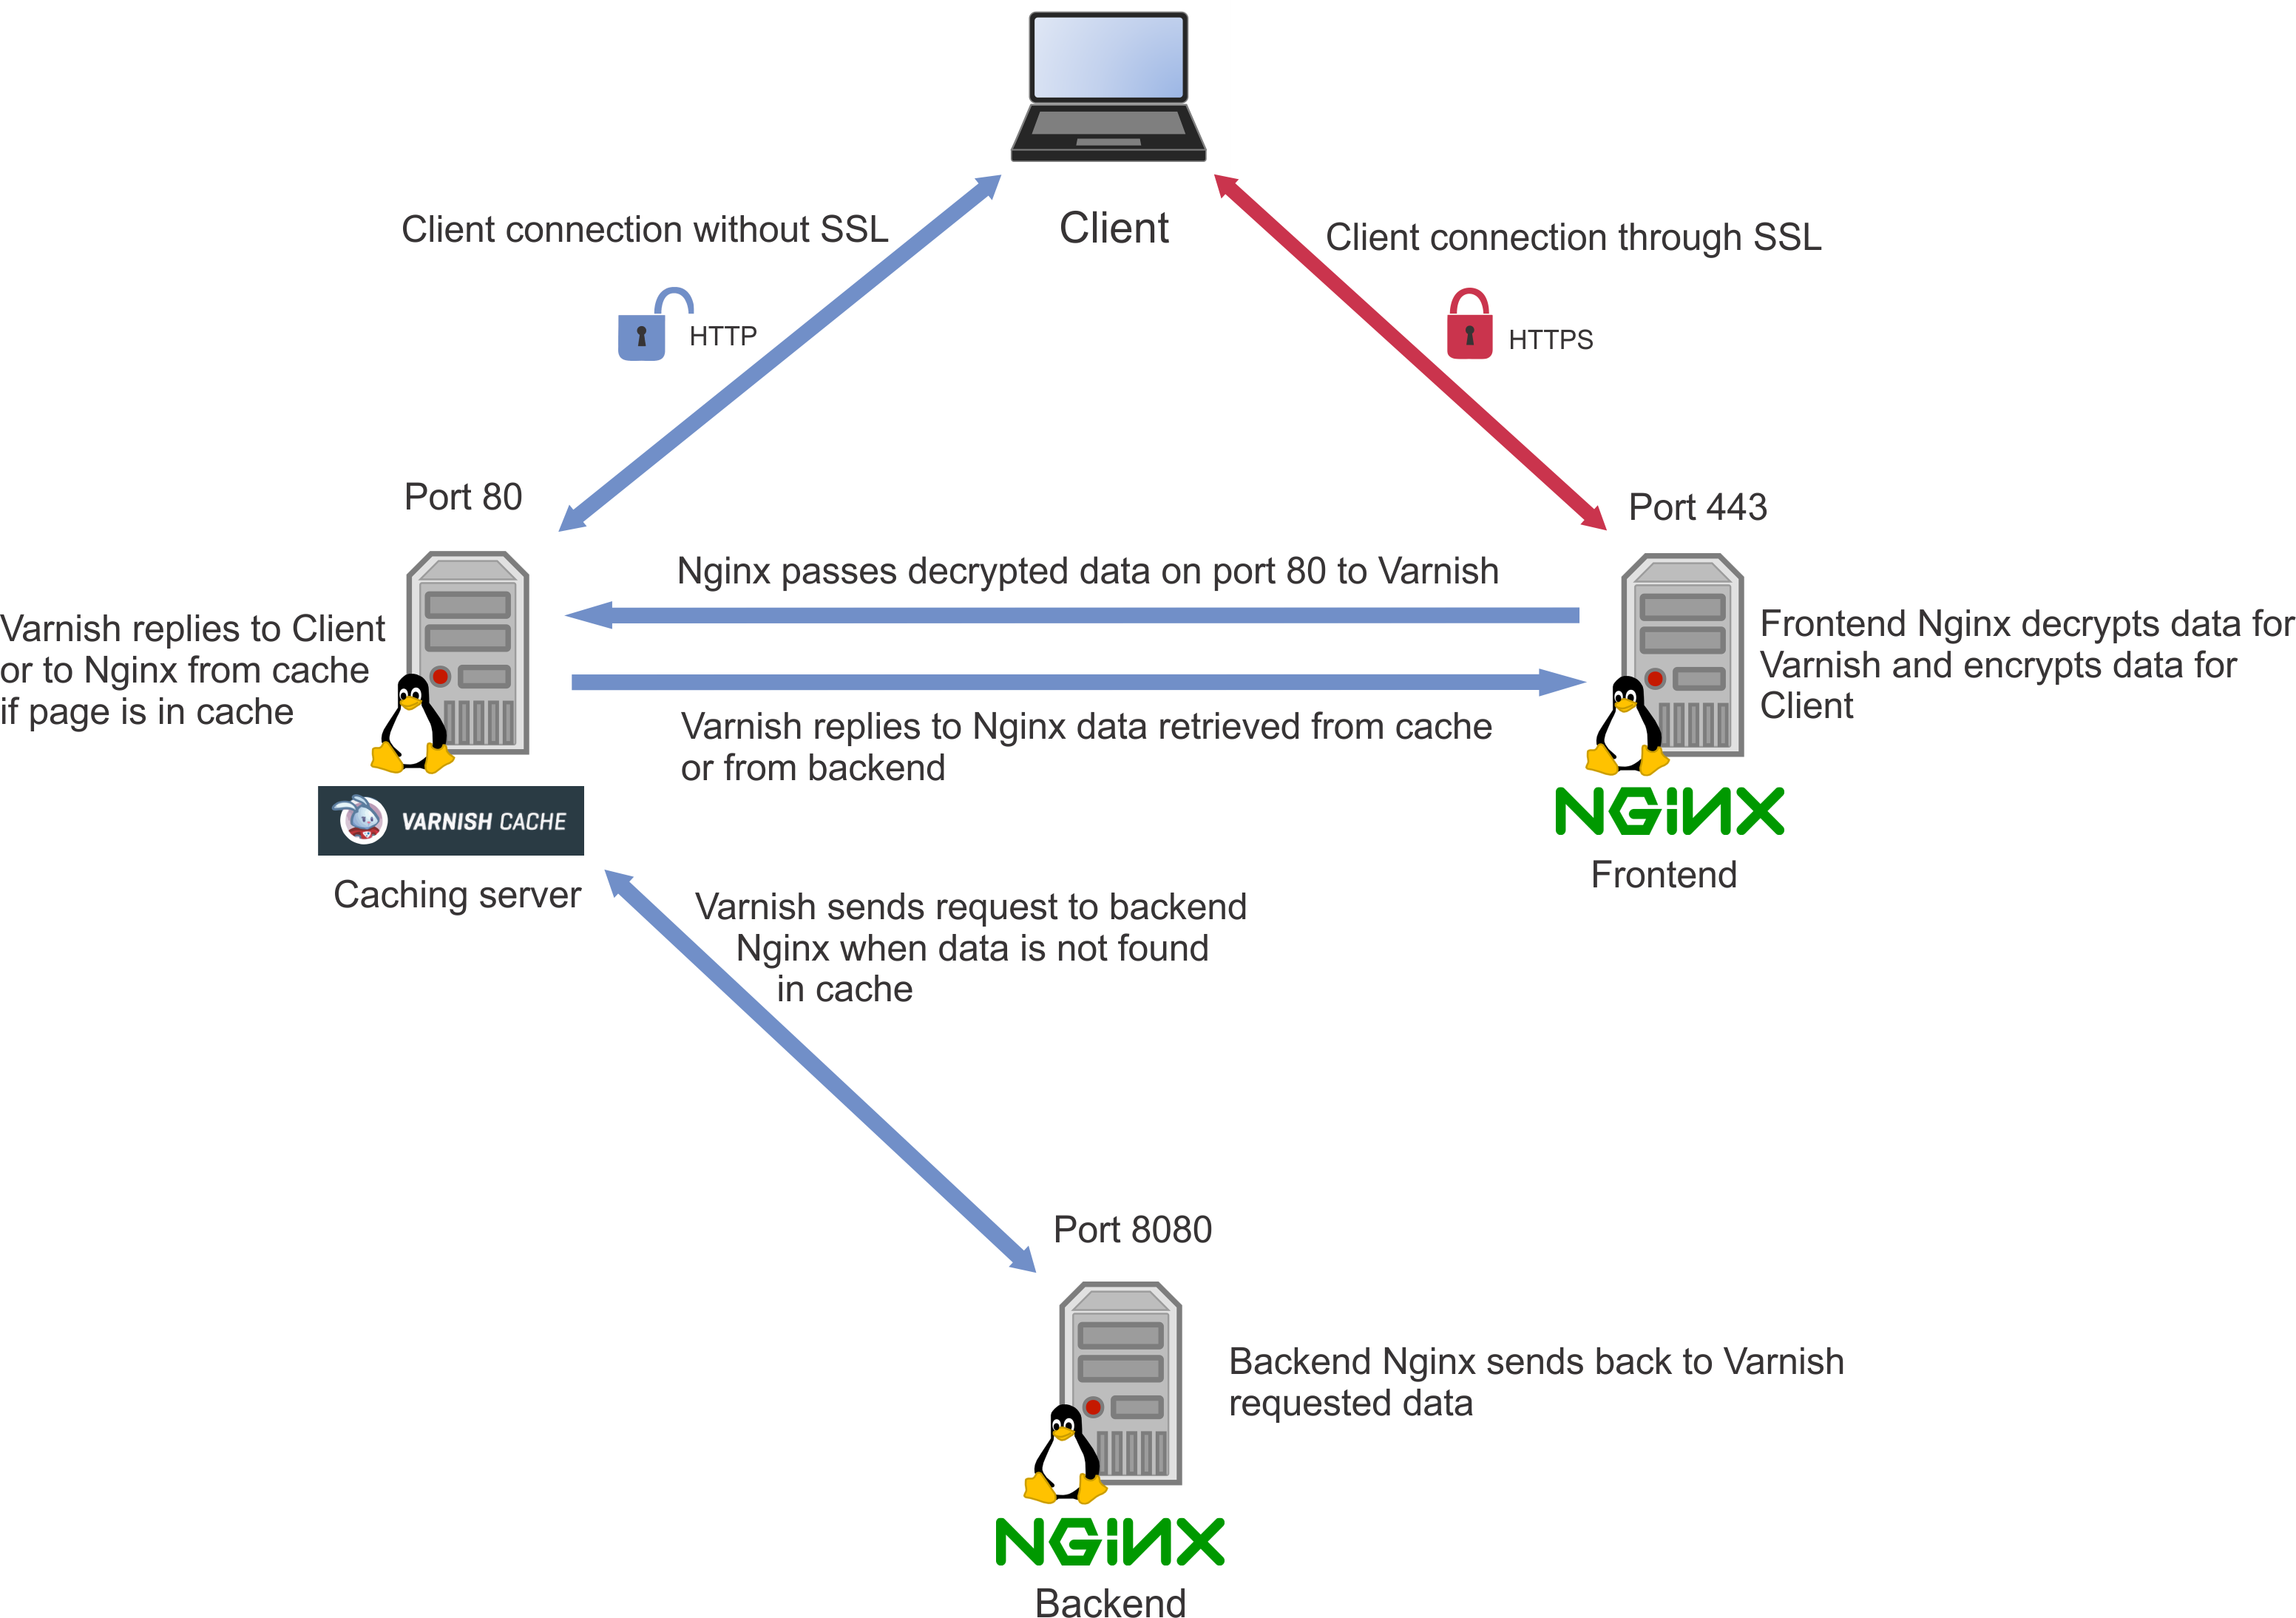 Client connection without SSL
Client
Client connection through SSL
HTTP
HTTPS
Port 80
Port 443
Nginx passes decrypted data on port 80 to Varnish
Varnish replies to Client
or to Nginx from cache
if page is in cache
Frontend Nginx decrypts data for
Varnish and encrypts data for
Client
Varnish replies to Nginx data retrieved from cache
or from backend
VARNISH CACHE
NGiNX
Caching server
Frontend
Varnish sends request to backend
Nginx when data is not found
in cache
Port 8080
Backend Nginx sends back to Varnish
requested data
NGiNX
Backend